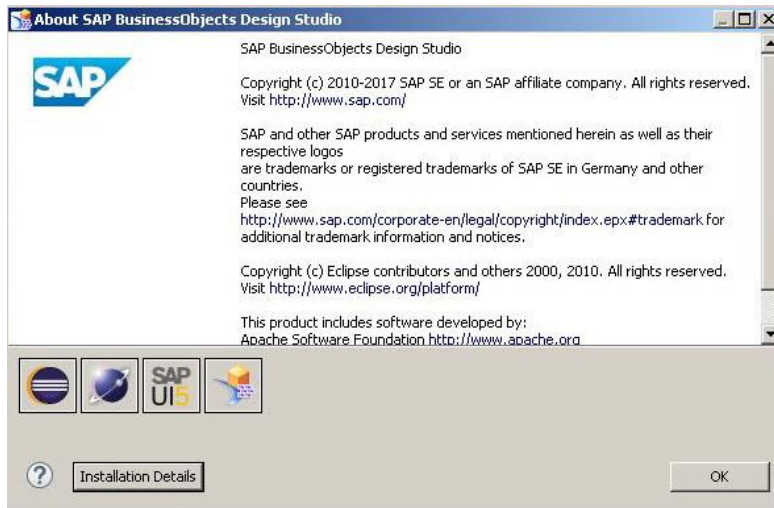 About SAP BusinessObjects Design Studio
SAP
SAP BusinessObjects Design Studio
Copyright (c) 2010-2017 SAP SE or an SAP affiliate company. All rights reserved.
Visit http://www.sap.com/
SAP and other SAP products and services mentioned herein as well as their
respective logos
are trademarks or registered trademarks of SAP SE in Germany and other
countries.
Please see
http://www.sap.com/corporate-en/legal/copyright/index.epx#trademark for
additional trademark information and notices.
Copyright (c) Eclipse contributors and others 2000, 2010. All rights reserved.
Visit http://www.eclipse.org/platform/
This product includes software developed by:
Apache Software Foundation http://www.apache.org
SAP
UI5
? Installation Details OK